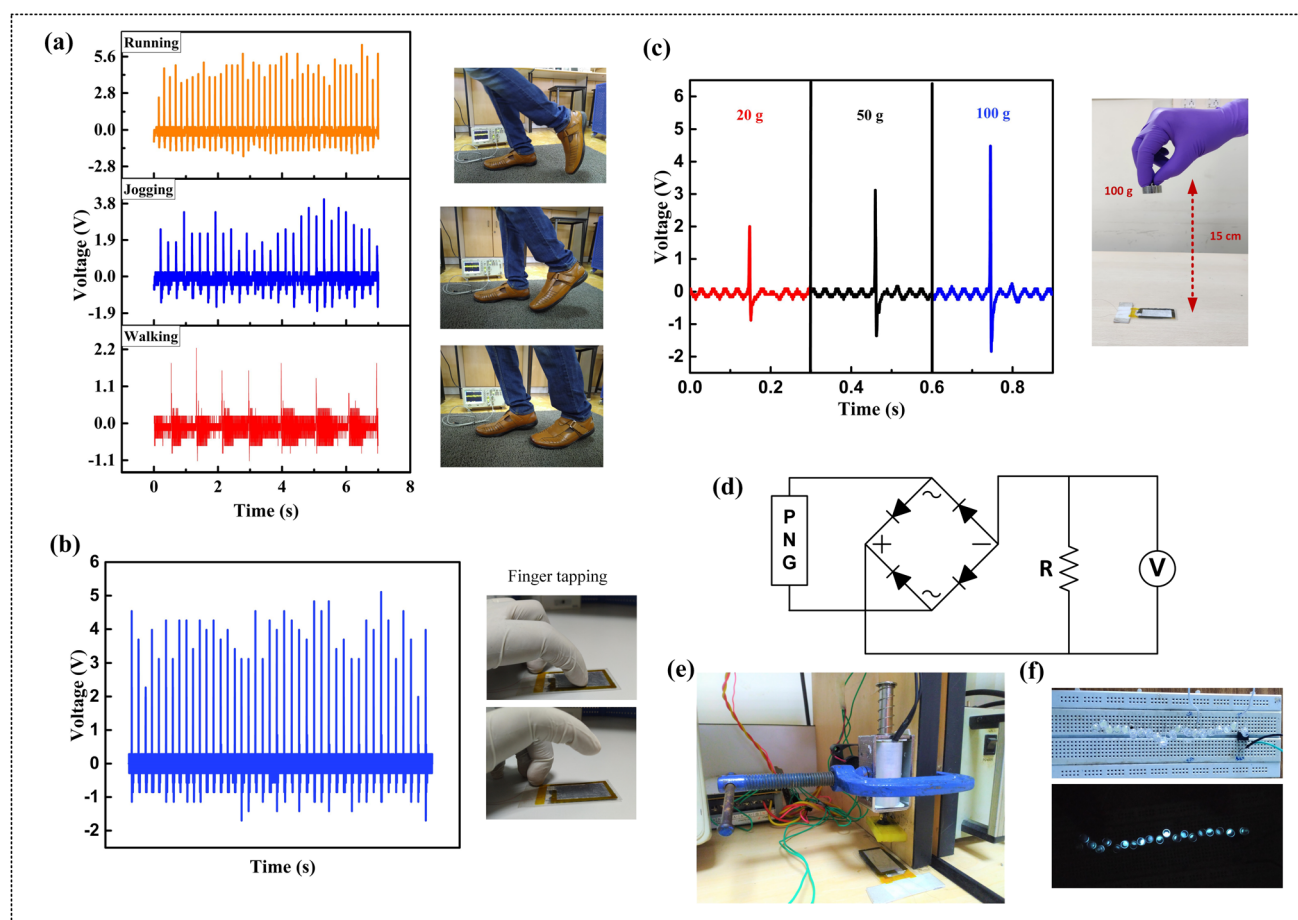 (a)
Running
5.6
2.8
0.0
-2.8
Jogging
3.8
1.9
0.0
-1.9
Walking
2.2
1.1
0.0
-1.1
Voltage (V)
0 2 4 6 8
Time (s)
(c)
6
5
4
3
2
1
0
-1
-2
Voltage (V)
20 g 50 g 100 g
0.0 0.2 0.4 0.6 0.8
Time (s)
100 g
15 cm
(b)
6
5
4
3
2
1
0
-1
-2
Voltage (V)
Time (s)
Finger tapping
(d)
P
N
G
~
+ −
~
R
V
(e)
(f)